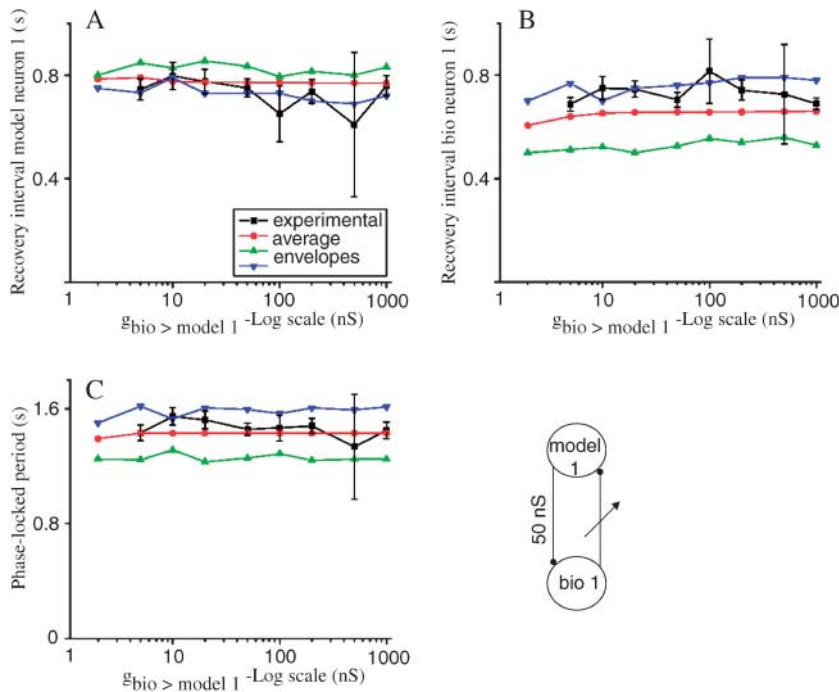 A
Recovery interval model neuron 1 (s)
0.8
0.4
experimental
average
envelopes
1
10
100
1000
g bio > model 1 -Log scale (nS)
B
Recovery interval bio neuron 1 (s)
0.8
0.4
1
10
100
1000
g bio > model 1 -Log scale (nS)
C
Phase-locked period (s)
1.6
0.8
0
1
10
100
1000
g bio > model 1 -Log scale (nS)
model
1
50 nS
bio 1